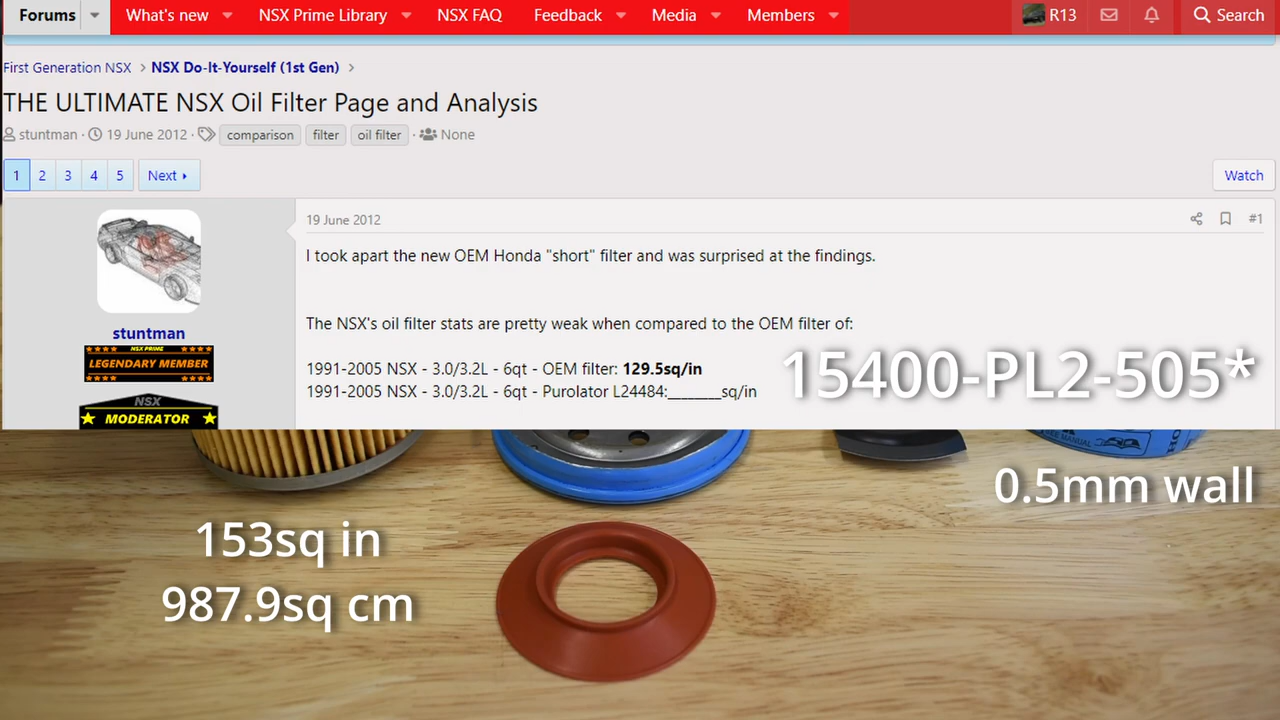 Forums
What's new
NSX Prime Library
NSX FAQ
Feedback
Media
Members
R13
Search
First Generation NSX > NSX Do-It-Yourself (1st Gen) >
THE ULTIMATE NSX Oil Filter Page and Analysis
stuntman · 19 June 2012 · comparison filter oil filter · None
1 2 3 4 5 Next
Watch
19 June 2012
#1
I took apart the new OEM Honda "short" filter and was surprised at the findings.
stuntman
NSX PRIME
LEGENDARY MEMBER
NSX
MODERATOR
The NSX's oil filter stats are pretty weak when compared to the OEM filter of:
1991-2005 NSX - 3.0/3.2L - 6qt - OEM filter: 129.5sq/in
1991-2005 NSX - 3.0/3.2L - 6qt - Purolator L24484:________sq/in
15400-PL2-505*
SEE MANUAL
0.5mm wall
153sq in
987.9sq cm